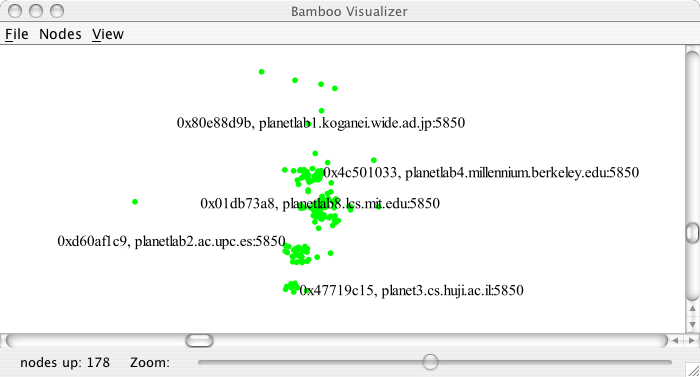 Bamboo Visualizer
File Nodes View
0x80e88d9b, planetlab1.koganei.wide.ad.jp:5850
0x4c501033, planetlab4.millennium.berkeley.edu:5850
0x01db73a8, planetlab8.lcs.mit.edu:5850
0xd60af1c9, planetlab2.ac.upc.es:5850
0x47719c15, planet3.cs.huji.ac.il:5850
nodes up: 178 Zoom: